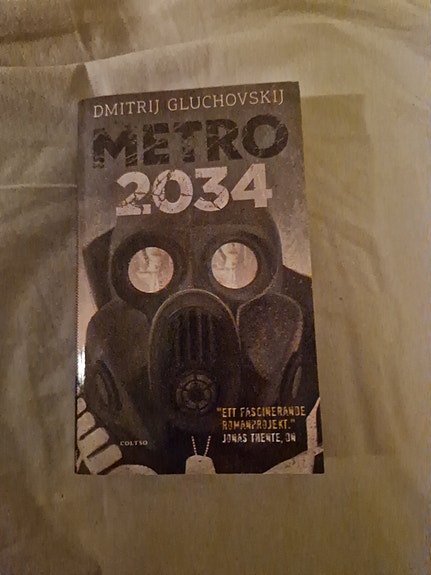 DMITRIJ GLUCHOVSKIJ
METRO
2034
"ETT FASCINERANDE
ROMANPROJEKT."
JONAS THENTE, DN
COLTSO